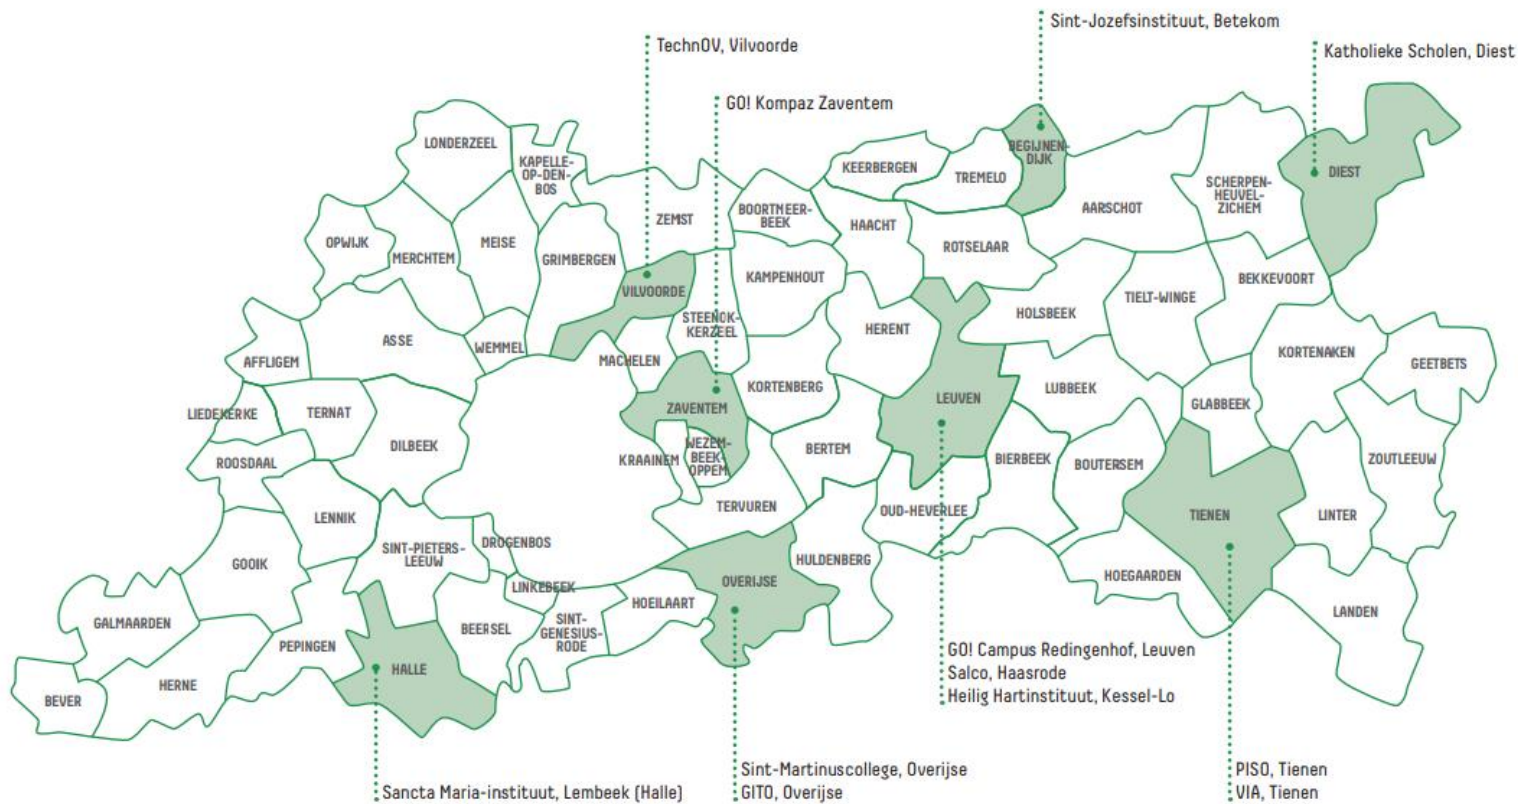 Sint-Jozefsinstituut, Betekom
TechnOV, Vilvoorde
Katholieke Scholen, Diest
GO! Kompaz Zaventem
LONDERZEEL
KAPELLE-
OP-DEN-
BOS
KEERBERGEN
TREMELO
BEGIJNEN-
DIJK
AARSCHOT
SCHERPEN-
HEUVEL-
ZICHEM
DIEST
OPWIJK
MERCHTEM
MEISE
GRIMBERGEN
ZEMST
BOORTMEER-
BEEK
HAACHT
ROTSELAAR
VILVOORDE
KAMPENHOUT
BEKKEVOORT
TIELT-WINGE
HOLSBEEK
HERENT
STEENOK-
KERZEEL
ASSE
WEMMEL
AFFLIGEM
MACHELEN
KORTENBERG
KORTENAKEN
GEETBETS
LIEDEKERKE
TERNAT
DILBEEK
ZAVENTEM
LEUVEN
LUBBEEK
GLABBEEK
ROOSDAAL
KRAAINEM
WEZEM-
BEEK-
OPPEM
BERTEM
BIERBEEK
BOUTERSEM
ZOUTLEEUW
LENNIK
TERVUREN
OUD-HEVERLEE
TIENEN
LINTER
GOOIK
SINT-PIETERS-
LEEUW
DROGENBOS
HULDENBERG
HOEGAARDEN
LINKEBEEK
OVERIJSE
LANDEN
GALMAARDEN
PEPINGEN
BEERSEL
SINT-
GENESIUS-
RODE
HOEILAART
HALLE
BEVER
HERNE
GO! Campus Redingenhof, Leuven
Salco, Haasrode
Heilig Hartinstituut, Kessel-Lo
Sancta Maria-instituut, Lembeek (Halle)
Sint-Martinuscollege, Overijse
GITO, Overijse
PISO, Tienen
VIA, Tienen